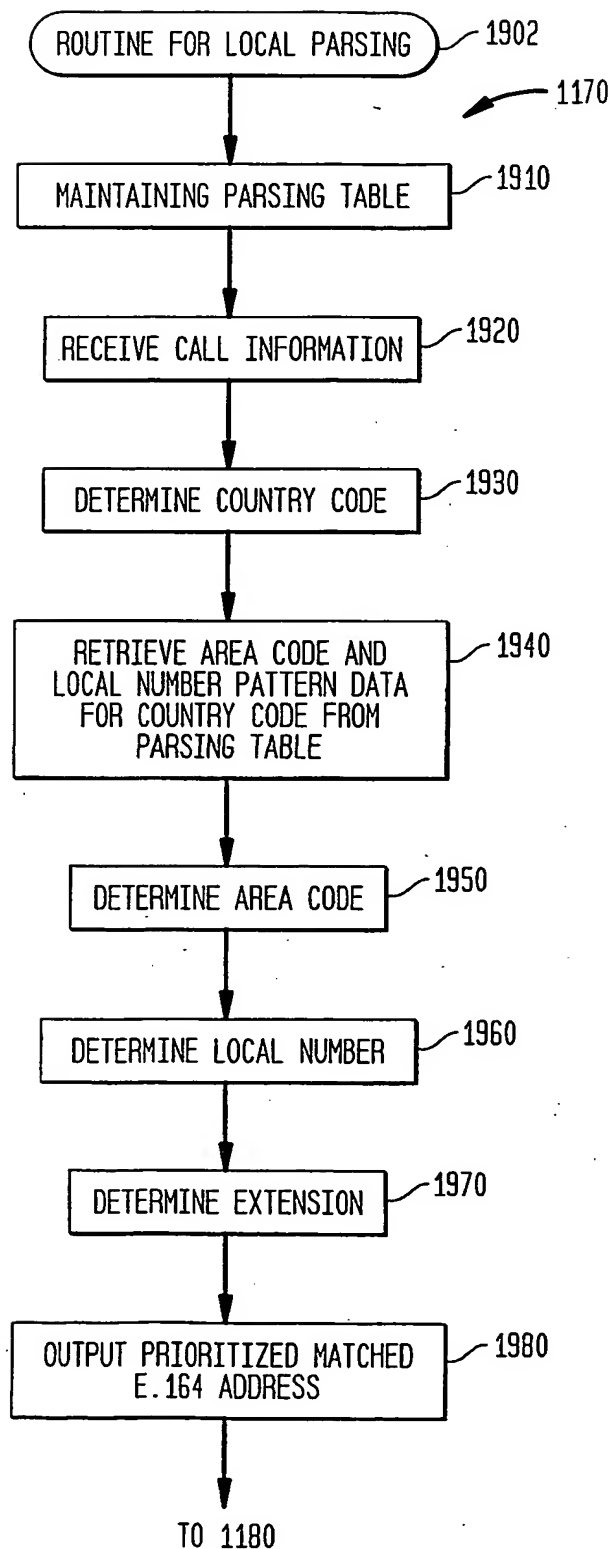 ROUTINE FOR LOCAL PARSING
1902
1170
MAINTAINING PARSING TABLE
1910
RECEIVE CALL INFORMATION
1920
DETERMINE COUNTRY CODE
1930
RETRIEVE AREA CODE AND
LOCAL NUMBER PATTERN DATA
FOR COUNTRY CODE FROM
PARSING TABLE
1940
DETERMINE AREA CODE
1950
DETERMINE LOCAL NUMBER
1960
DETERMINE EXTENSION
1970
OUTPUT PRIORITIZED MATCHED
E.164 ADDRESS
1980
TO 1180